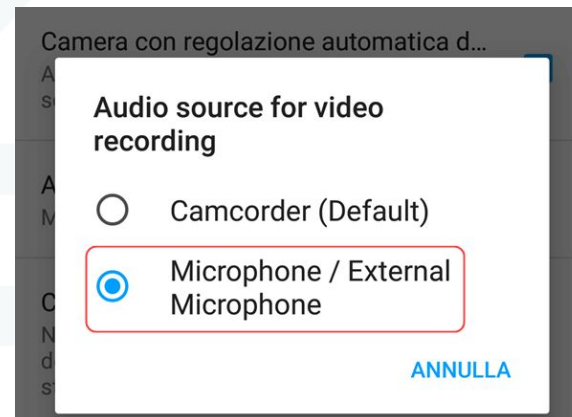 Camera con regolazione automatica d...
A
s
Audio source for video
recording
A
M
Camcorder (Default)
Microphone / External
Microphone
C
N
d
s
ANNULLA